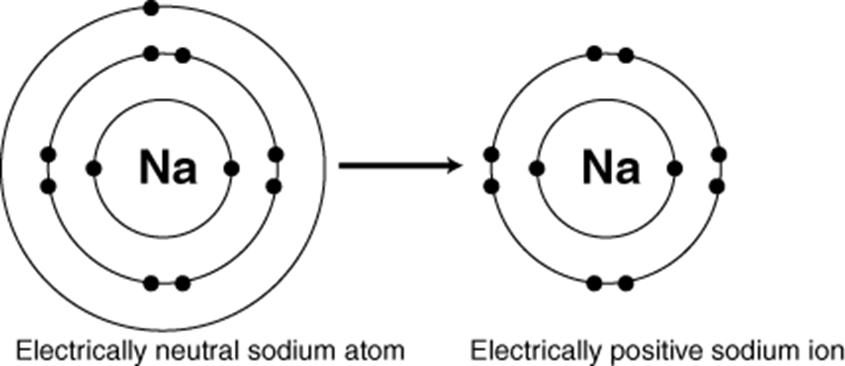 Na
Na
Electrically neutral sodium atom
Electrically positive sodium ion